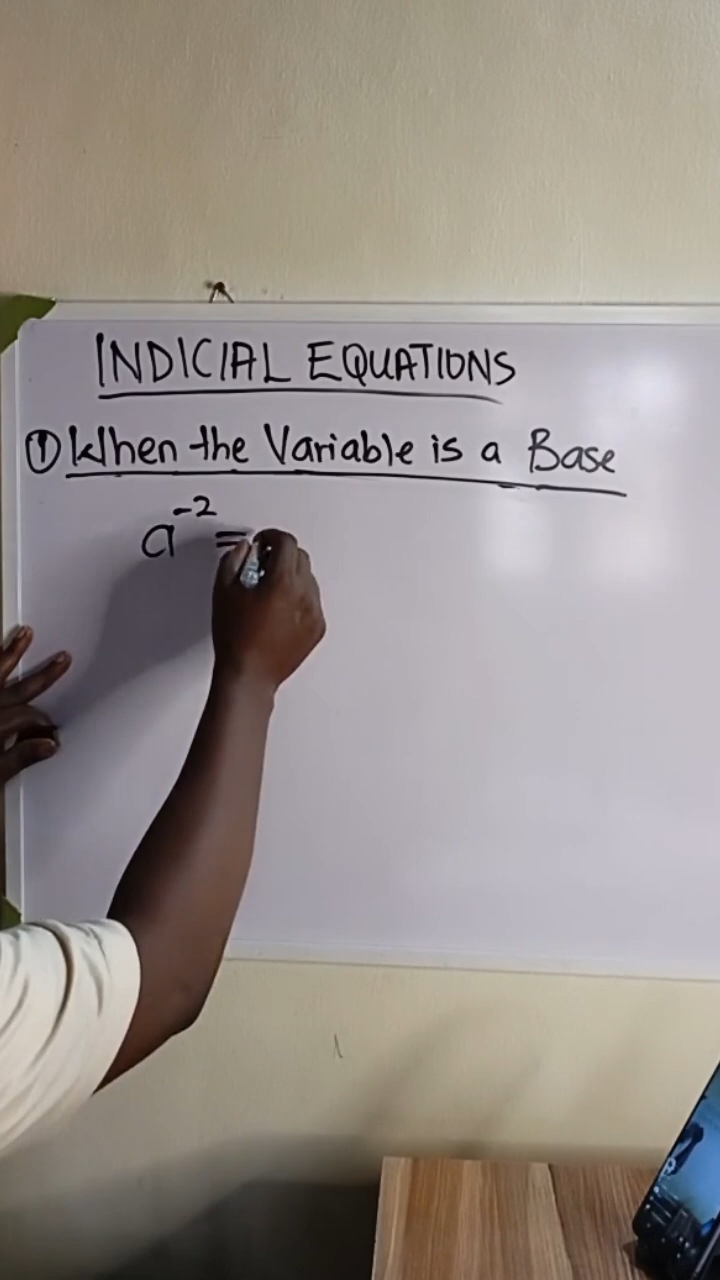 INDICIAL EQUATIONS
① When the Variable is a Base
a⁻² =